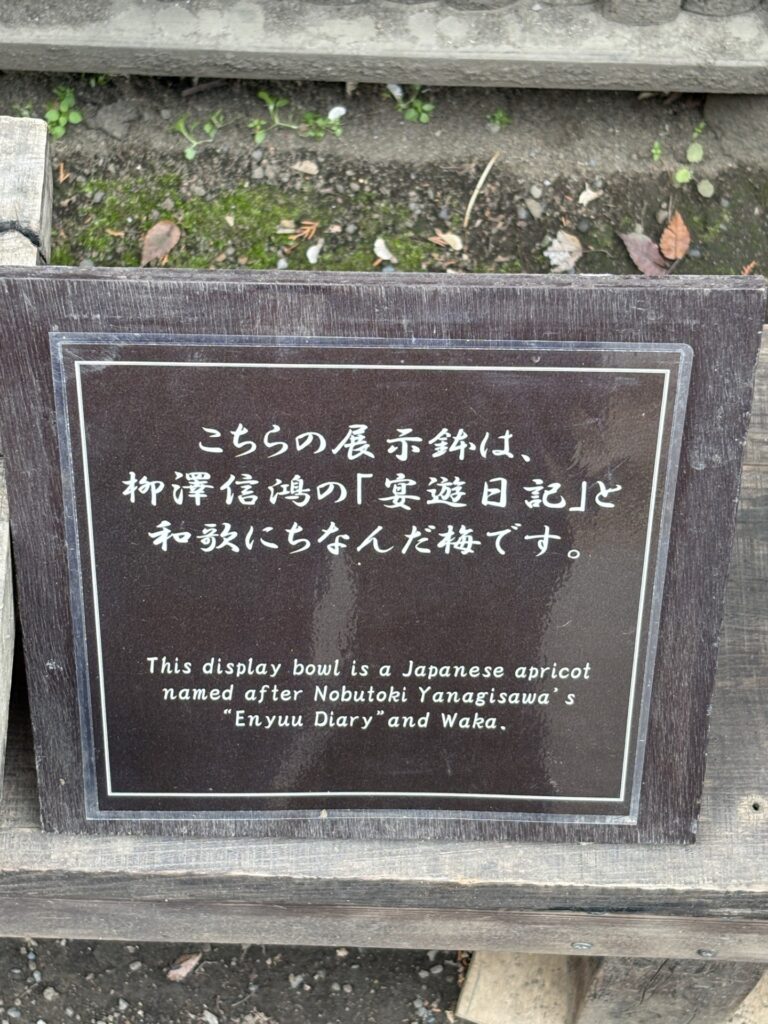 こちらの展示鉢は、
柳澤信鴻の「宴遊日記」と
和歌にちなんだ梅です。
This display bowl is a Japanese apricot
named after Nobutoki Yanagisawa's
"Enyuu Diary"and Waka.